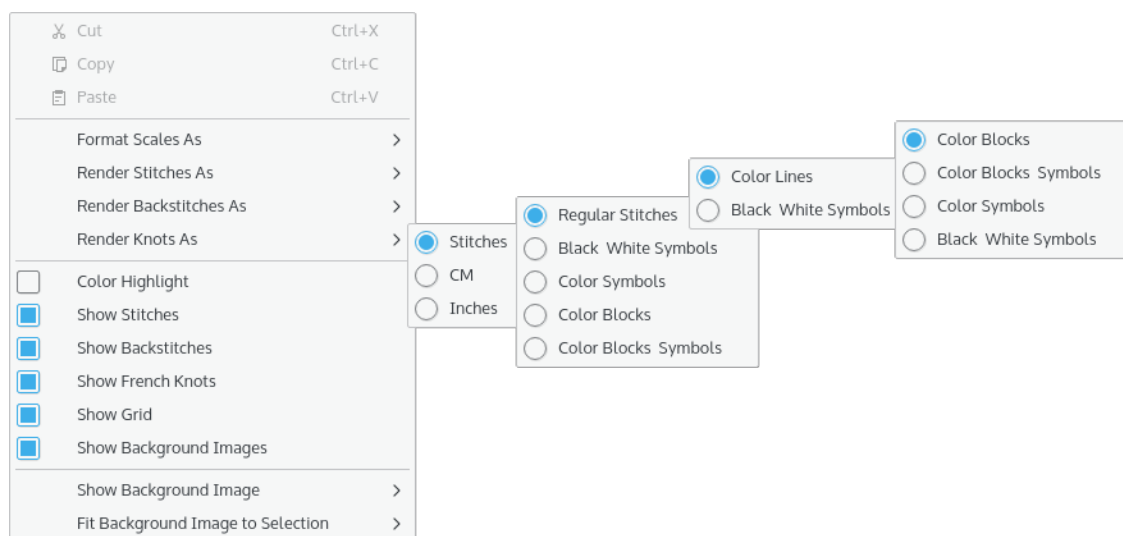 Cut Ctrl+X
Copy Ctrl+C
Paste Ctrl+V
Format Scales As
Render Stitches As
Render Backstitches As
Render Knots As
Color Highlight
Show Stitches
Show Backstitches
Show French Knots
Show Grid
Show Background Images
Show Background Image
Fit Background Image to Selection
Stitches
CM
Inches
Regular Stitches
Black White Symbols
Color Symbols
Color Blocks
Color Blocks Symbols
Color Lines
Black White Symbols
Color Blocks
Color Blocks Symbols
Color Symbols
Black White Symbols